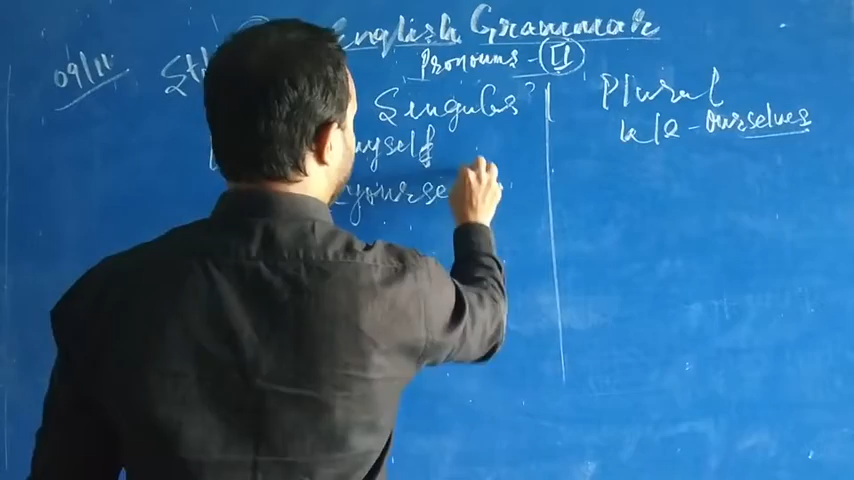 English Grammar
09/11
Pronouns - II
Singular Plural
myself We - Ourselves
yourse